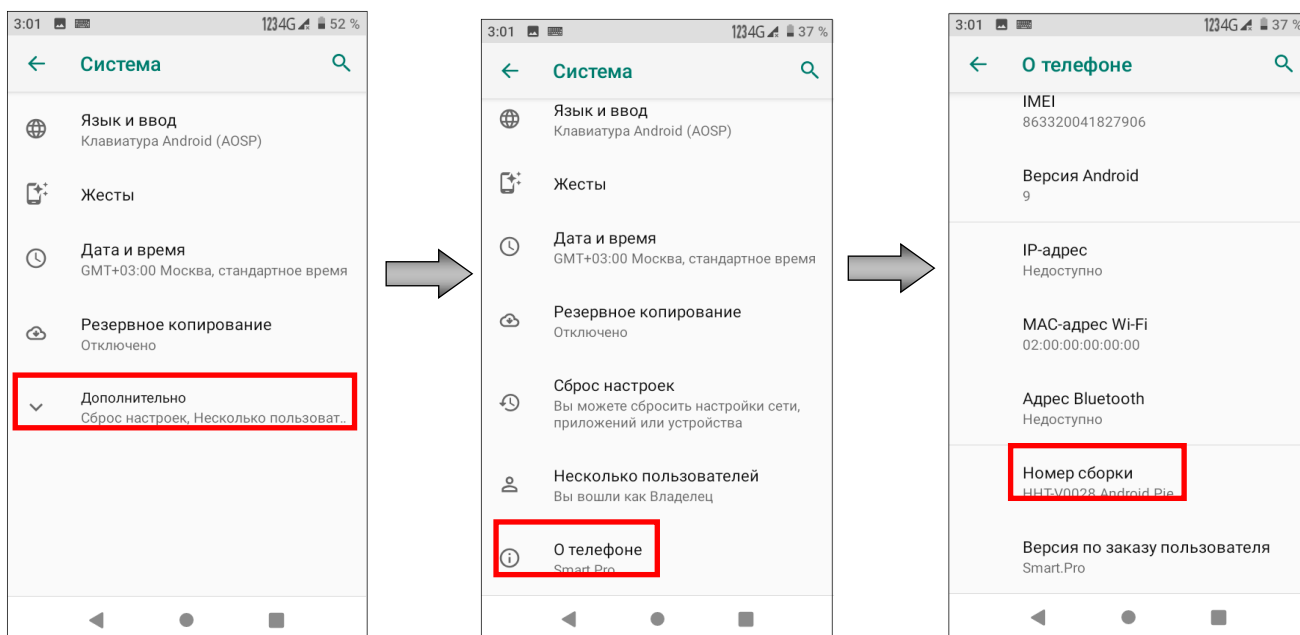 3:01 1234G 52 %
Система
Язык и ввод
Клавиатура Android (AOSP)
Жесты
Дата и время
GMT+03:00 Москва, стандартное время
Резервное копирование
Отключено
Дополнительно
Сброс настроек, Несколько пользоват..
3:01 1234G 37 %
Система
Язык и ввод
Клавиатура Android (AOSP)
Жесты
Дата и время
GMT+03:00 Москва, стандартное время
Резервное копирование
Отключено
Сброс настроек
Вы можете сбросить настройки сети,
приложений или устройства
Несколько пользователей
Вы вошли как Владелец
О телефоне
Smart.Pro
3:01 1234G 37 %
О телефоне
IMEI
863320041827906
Версия Android
9
IP-адрес
Недоступно
MAC-адрес Wi-Fi
02:00:00:00:00:00
Адрес Bluetooth
Недоступно
Номер сборки
HHT-V0028 Android Pie
Версия по заказу пользователя
Smart.Pro